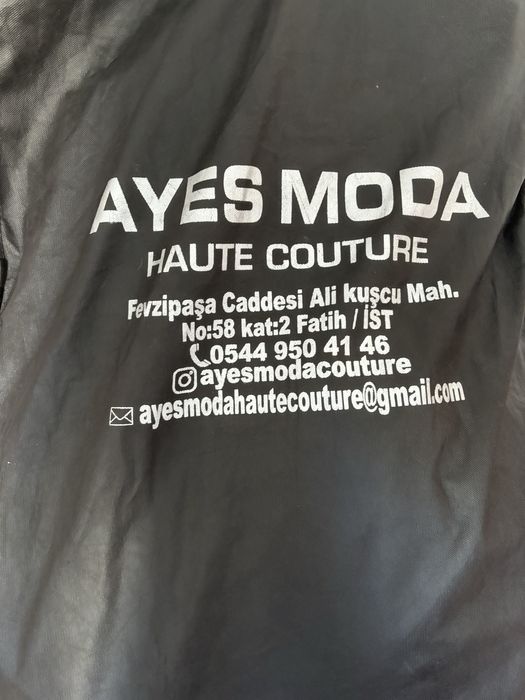 AYES MODA
HAUTE COUTURE
Fevzipaşa Caddesi Ali kuşcu Mah.
No:58 kat:2 Fatih / İST
0544 950 41 46
ayesmodacouture
ayesmodahautecouture@gmail.com